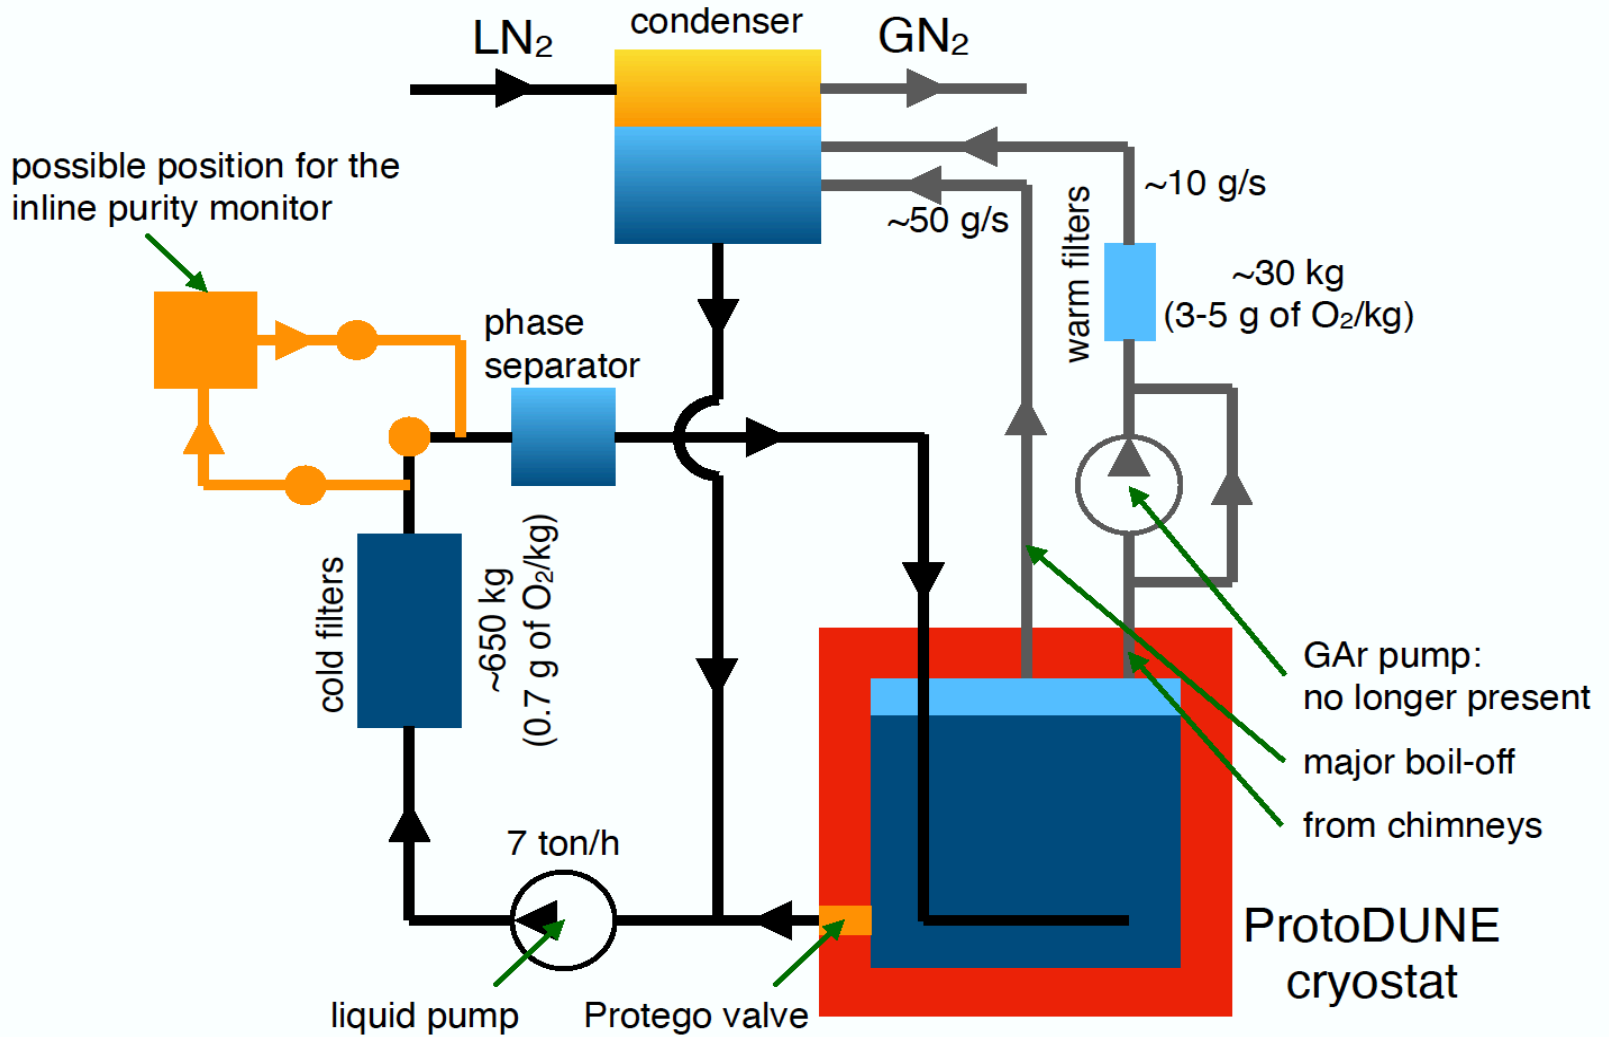 condenser
LN₂
GN₂
possible position for the
inline purity monitor
~10 g/s
~50 g/s
warm filters
~30 kg
(3-5 g of O₂/kg)
phase
separator
cold filters
~650 kg
(0.7 g of O₂/kg)
GAr pump:
no longer present
major boil-off
from chimneys
7 ton/h
ProtoDUNE
cryostat
liquid pump
Protego valve